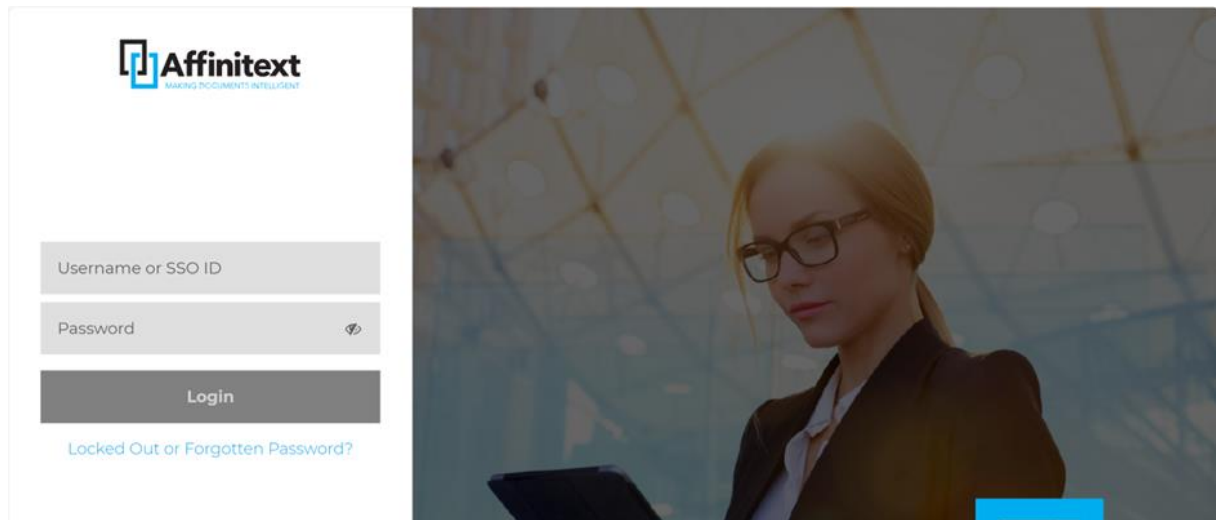 Affinitext
MAKING DOCUMENTS INTELLIGENT
Username or SSO ID
Password
Login
Locked Out or Forgotten Password?